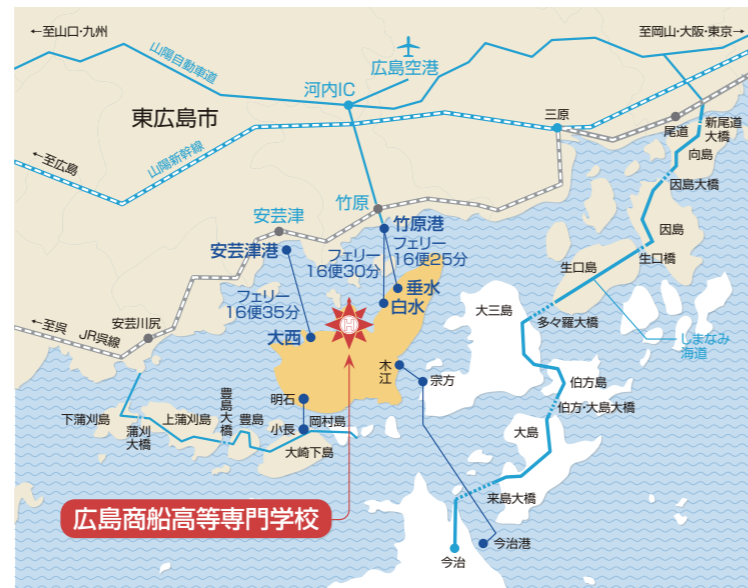 ←至山口・九州
至岡山・大阪・東京→
山陽自動車道
広島空港
河内IC
東広島市
三原
尾道
新尾道
大橋
向島
←至広島
山陽新幹線
因島大橋
竹原
安芸津
竹原港
安芸津港
フェリー
16便30分
フェリー
16便25分
因島
生口島
生口橋
フェリー
16便35分
垂水
白水
大三島
多々羅大橋
しまなみ
海道
←至呉
JR呉線
安芸川尻
大西
H
木江
宗方
伯方島
伯方・大島大橋
明石
豊島大橋
下蒲刈島
上蒲刈島
豊島
岡村島
小長
蒲刈
大橋
大崎下島
大島
来島大橋
広島商船高等専門学校
今治港
今治